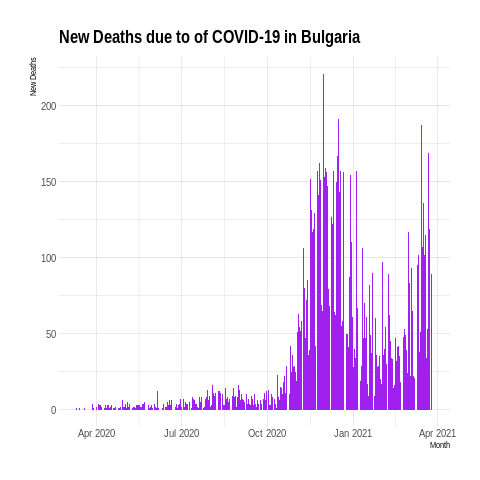 New Deaths due to of COVID-19 in Bulgaria
New Deaths
200
150
100
50
0
Apr 2020
Jul 2020
Oct 2020
Jan 2021
Apr 2021
Month